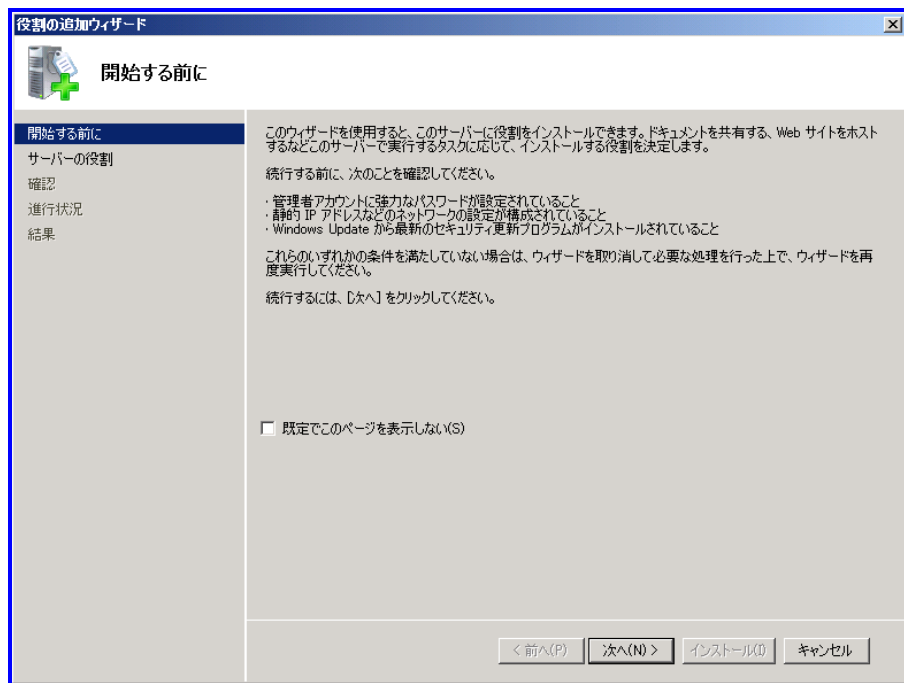 役割の追加ウィザード
開始する前に
開始する前に
サーバーの役割
確認
進行状況
結果
このウィザードを使用すると、このサーバーに役割をインストールできます。ドキュメントを共有する、Web サイトをホスト
するなどこのサーバーで実行するタスクに応じて、インストールする役割を決定します。
続行する前に、次のことを確認してください。
・管理者アカウントに強力なパスワードが設定されていること
・静的 IP アドレスなどのネットワークの設定が構成されていること
・Windows Update から最新のセキュリティ更新プログラムがインストールされていること
これらのいずれかの条件を満たしていない場合は、ウィザードを取り消して必要な処理を行った上で、ウィザードを再
度実行してください。
続行するには、[次へ] をクリックしてください。
既定でこのページを表示しない(S)
< 前へ(P)
次へ(N) >
インストール(I)
キャンセル